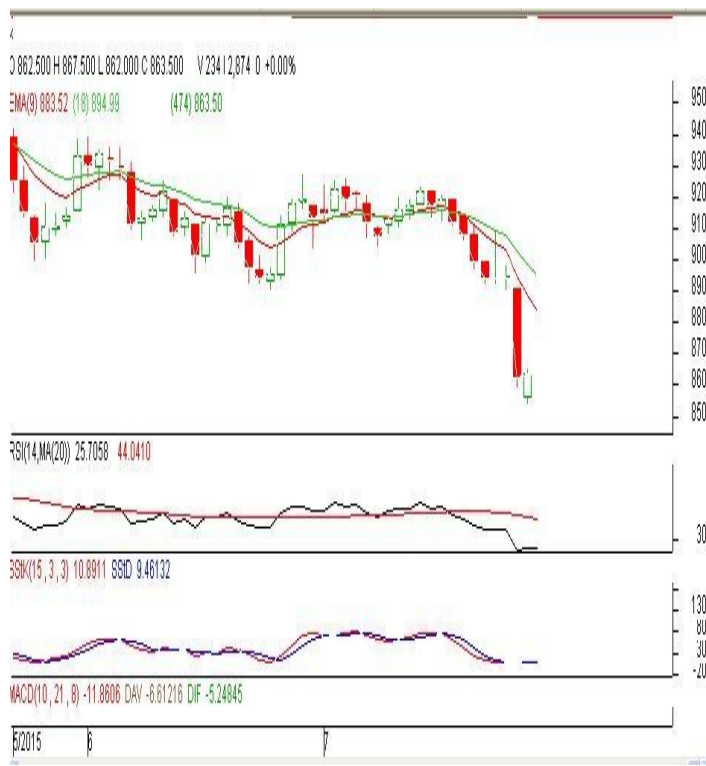 O 862.500 H 867.500 L 862.000 C 863.500 V 234 I 2,874 0 +0.00%
EMA(9) 883.52 (18) 894.99 (474) 863.50
950
940
930
920
910
900
890
880
870
860
850
RSI(14,MA(20)) 25.7058 44.0410
30
SStK(15 , 3 , 3) 10.8911 SStD 9.46132
130
80
30
-20
MACD(10 , 21 , 8) -11.8606 DAV -6.61216 DIF -5.24845
5/2015 6 7